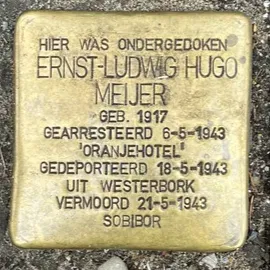 HIER WAS ONDERGEDOKEN
ERNST-LUDWIG HUGO
MEIJER
GEB. 1917
GEARRESTEERD 6-5-1943
'ORANJEHOTEL'
GEDEPORTEERD 18-5-1943
UIT WESTERBORK
VERMOORD 21-5-1943
SOBIBOR